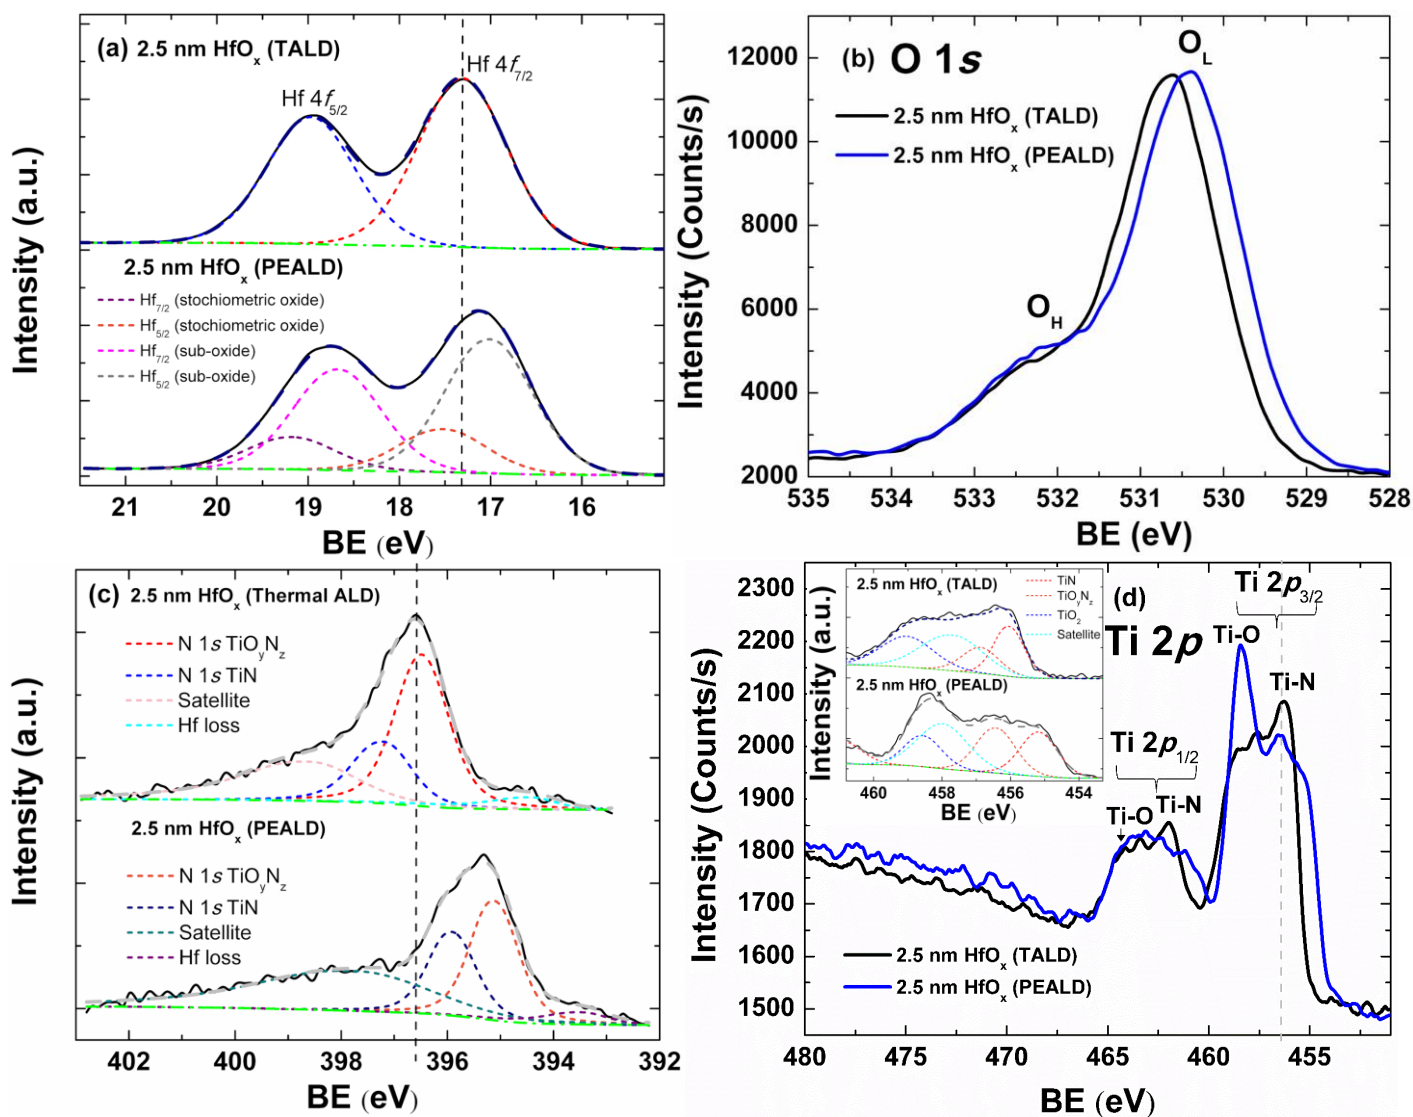 (a)
2.5 nm HfOx (TALD)
Hf 4f7/2
Hf 4f5/2
2.5 nm HfOx (PEALD)
Hf7/2 (stochiometric oxide)
Hf5/2 (stochiometric oxide)
Hf7/2 (sub-oxide)
Hf5/2 (sub-oxide)
Intensity (a.u.)
21 20 19 18 17 16
BE (eV)
(b) O 1s
OL
2.5 nm HfOx (TALD)
2.5 nm HfOx (PEALD)
OH
12000
10000
8000
6000
4000
2000
Intensity (Counts/s)
535 534 533 532 531 530 529 528
BE (eV)
(c)
2.5 nm HfOx (Thermal ALD)
N 1s TiOyNz
N 1s TiN
Satellite
Hf loss
2.5 nm HfOx (PEALD)
N 1s TiOyNz
N 1s TiN
Satellite
Hf loss
Intensity (a.u.)
402 400 398 396 394 392
BE (eV)
(d)
Ti 2p
Ti 2p3/2
Ti-O
Ti-N
Ti 2p1/2
Ti-O
Ti-N
2.5 nm HfOx (TALD)
TiN
TiOyNz
TiO2
Satellite
2.5 nm HfOx (PEALD)
Intensity (a.u.)
460 458 456 454
BE (eV)
2.5 nm HfOx (TALD)
2.5 nm HfOx (PEALD)
2300
2200
2100
2000
1900
1800
1700
1600
1500
Intensity (Counts/s)
480 475 470 465 460 455
BE (eV)